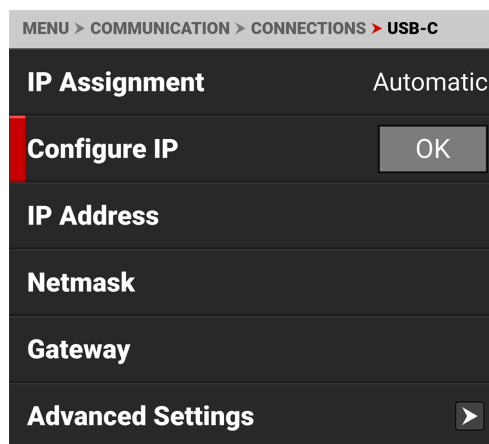 MENU > COMMUNICATION > CONNECTIONS > USB-C
IP Assignment Automatic
Configure IP OK
IP Address
Netmask
Gateway
Advanced Settings >